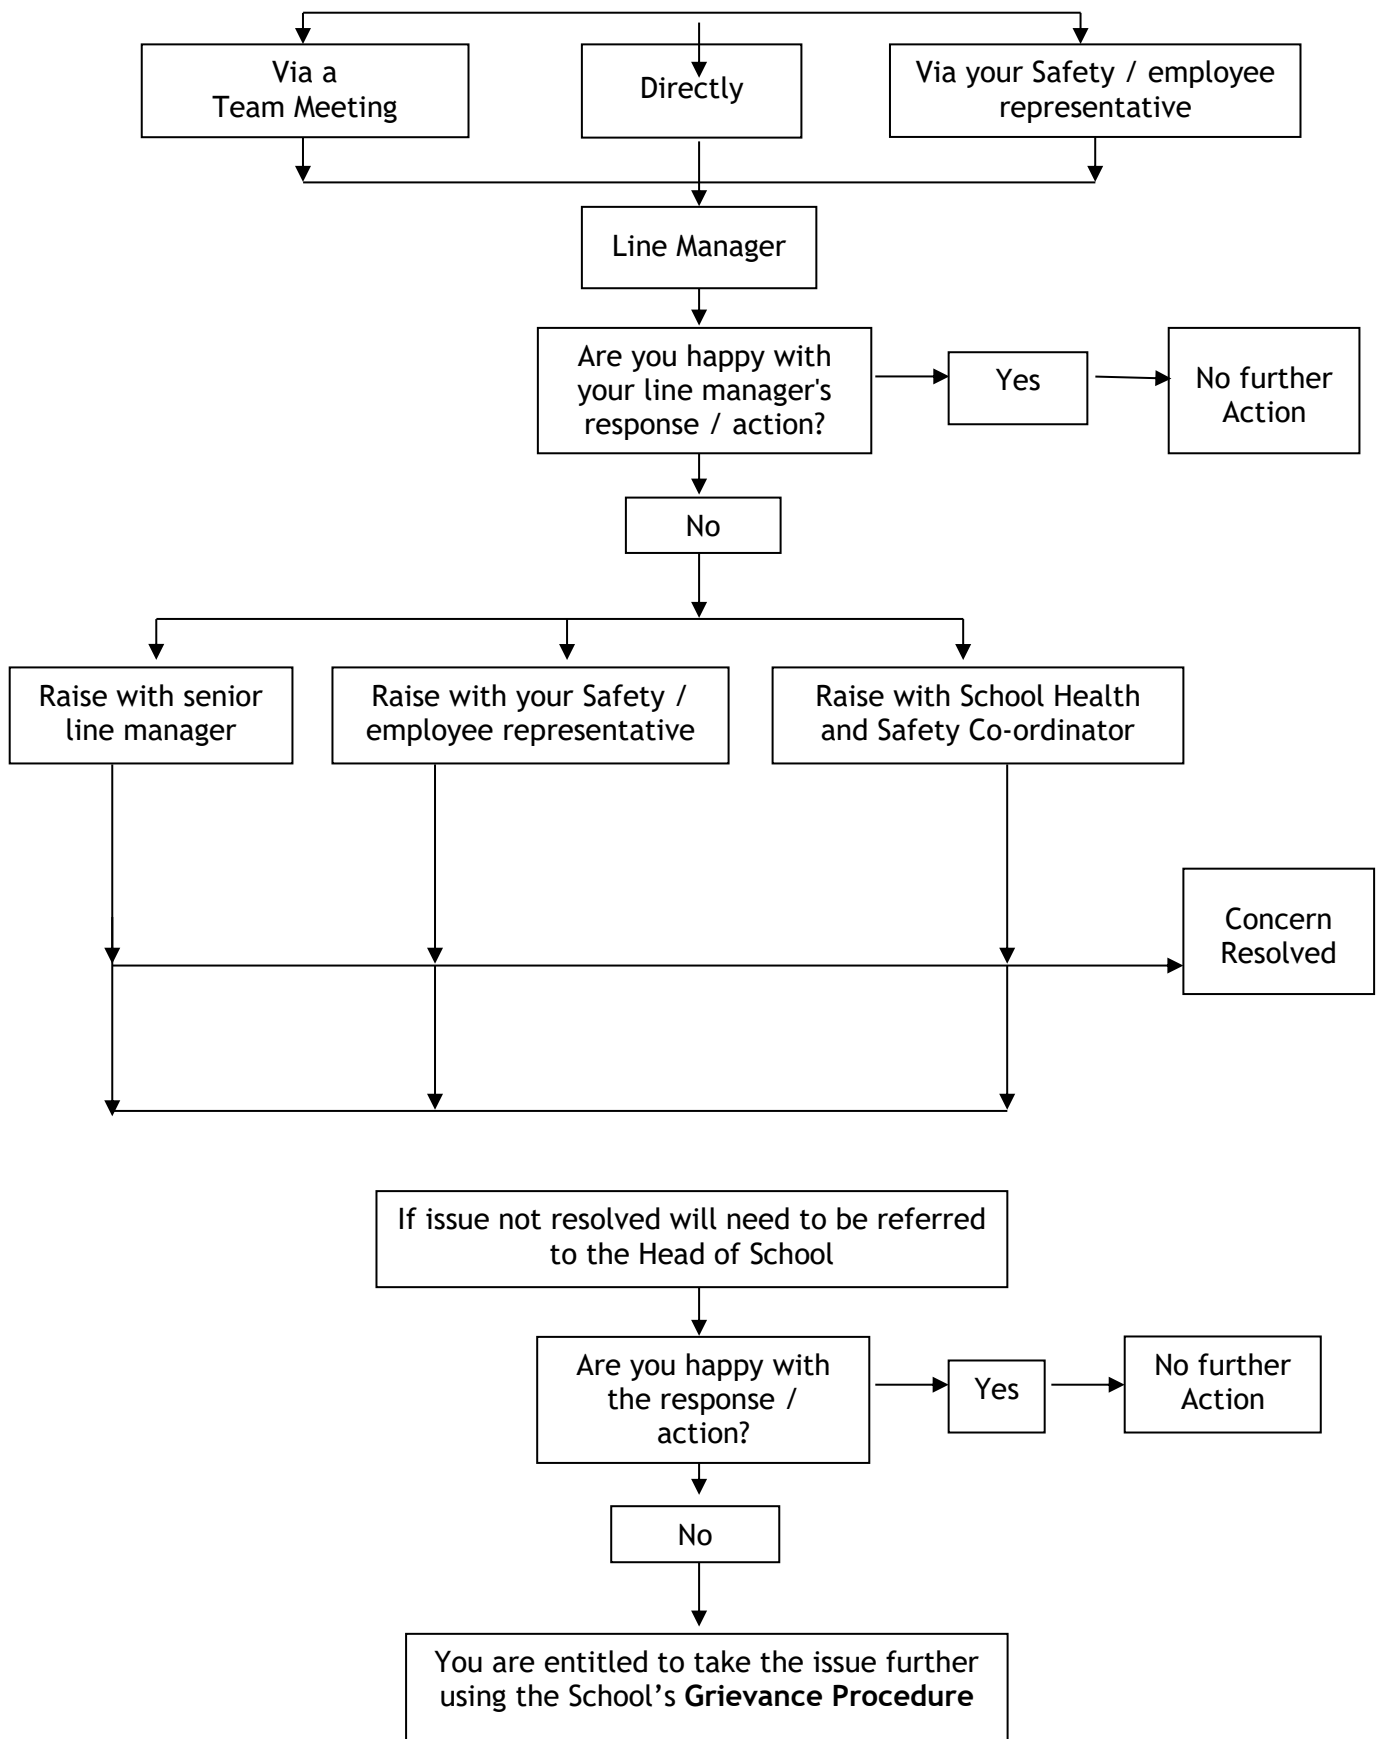 Via a
Team Meeting
Directly
Via your Safety / employee
representative
Line Manager
Are you happy with
your line manager's
response / action?
Yes
No further
Action
No
Raise with senior
line manager
Raise with your Safety /
employee representative
Raise with School Health
and Safety Co-ordinator
Concern
Resolved
If issue not resolved will need to be referred
to the Head of School
Are you happy with
the response /
action?
Yes
No further
Action
No
You are entitled to take the issue further
using the School’s Grievance Procedure